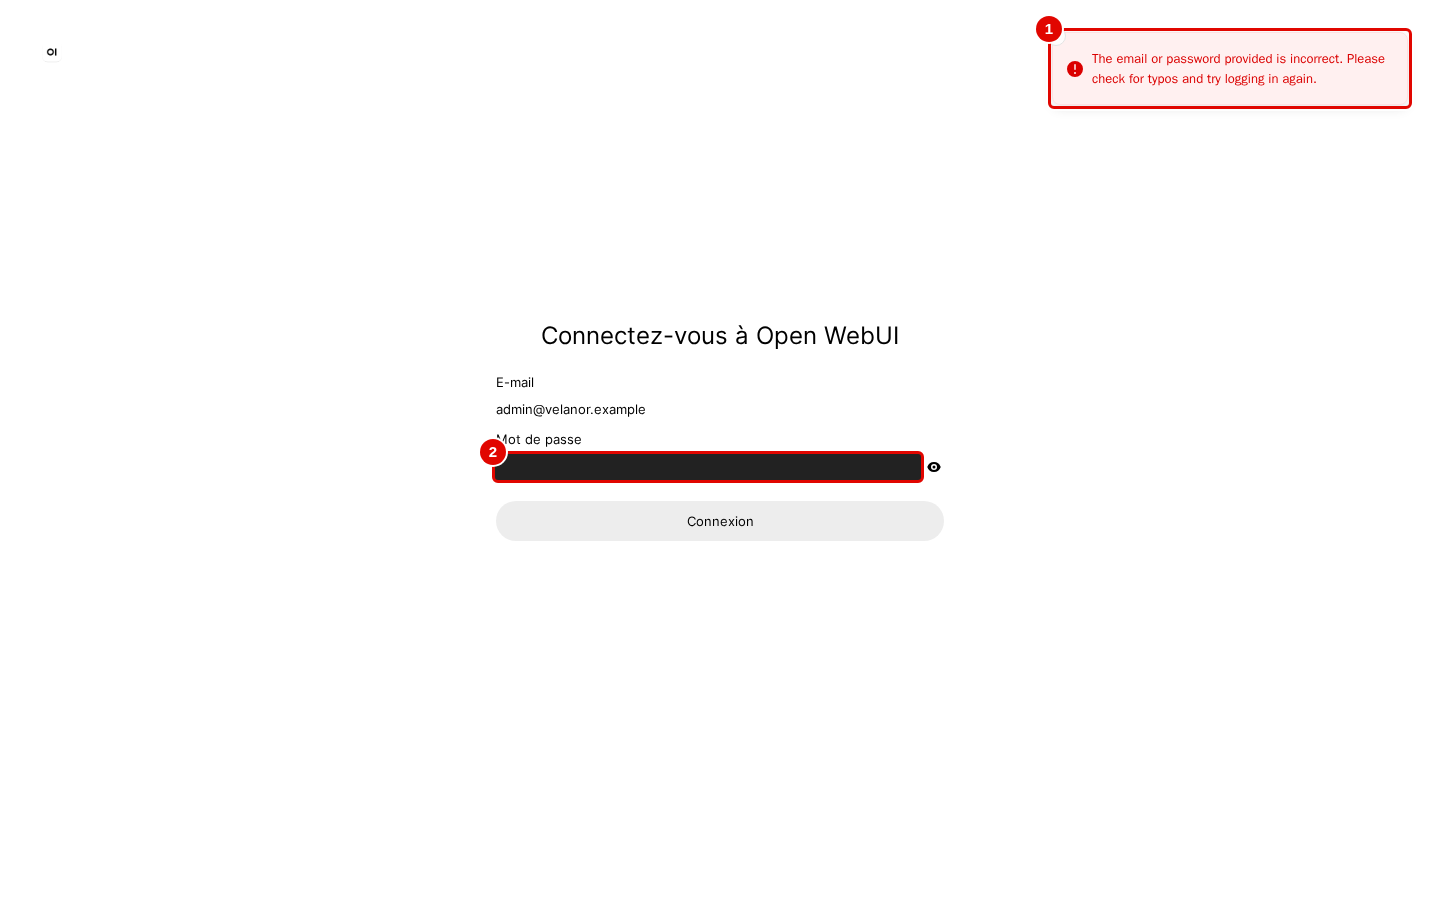 OI
1
The email or password provided is incorrect. Please
check for typos and try logging in again.
Connectez-vous à Open WebUI
E-mail
admin@velanor.example
Mot de passe
2
Connexion